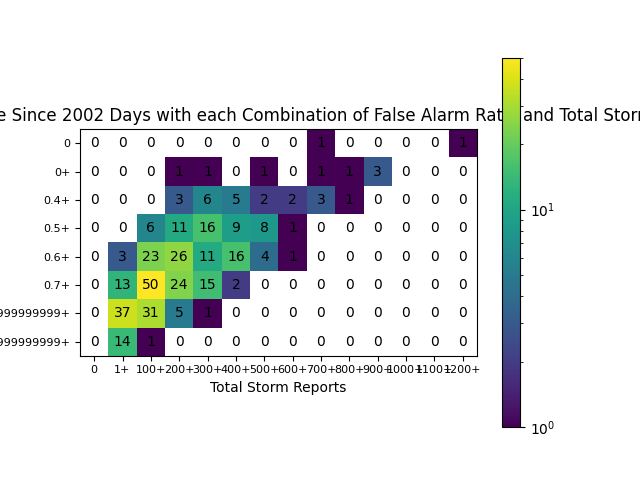 e Since 2002 Days with each Combination of False Alarm Rat and Total Storm
0 0 0 0 0 0 0 0 0 1 0 0 0 0 1
0+ 0 0 0 1 1 0 1 0 1 1 3 0 0 0
0.4+ 0 0 0 3 6 5 2 2 3 1 0 0 0 0
0.5+ 0 0 6 11 16 9 8 1 0 0 0 0 0 0
0.6+ 0 3 23 26 11 16 4 1 0 0 0 0 0 0
0.7+ 0 13 50 24 15 2 0 0 0 0 0 0 0 0
999999999+ 0 37 31 5 1 0 0 0 0 0 0 0 0 0
999999999+ 0 14 1 0 0 0 0 0 0 0 0 0 0 0
0 1+ 100+ 200+ 300+ 400+ 500+ 600+ 700+ 800+ 900+ 1000+ 1100+ 1200+
Total Storm Reports
10¹
10⁰